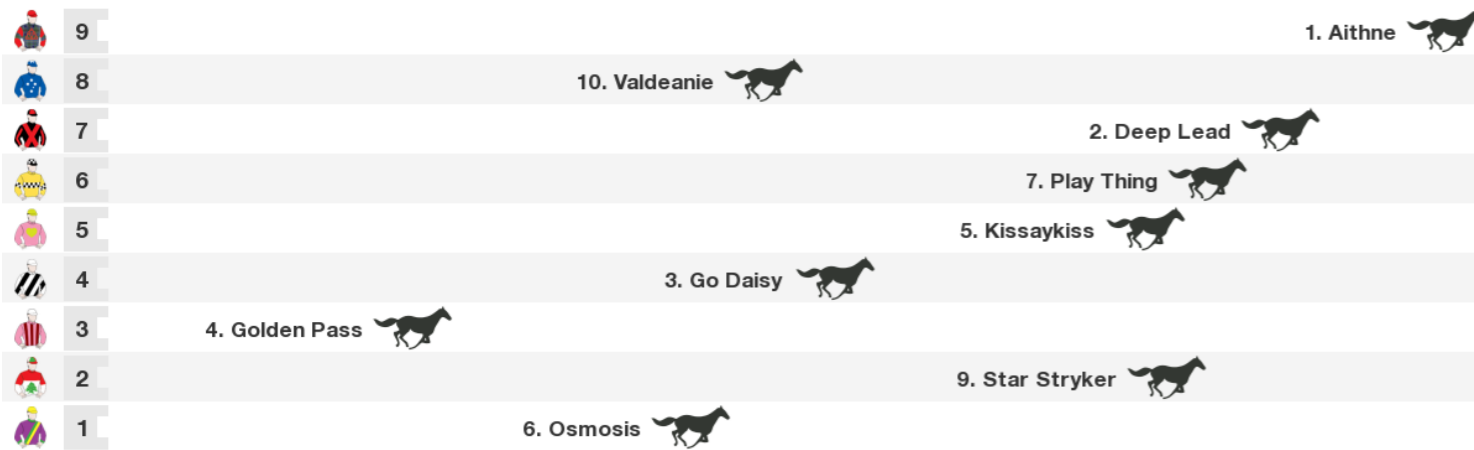 9 1. Aithne
8 10. Valdeanie
7 2. Deep Lead
6 7. Play Thing
5 5. Kissaykiss
4 3. Go Daisy
3 4. Golden Pass
2 9. Star Stryker
1 6. Osmosis